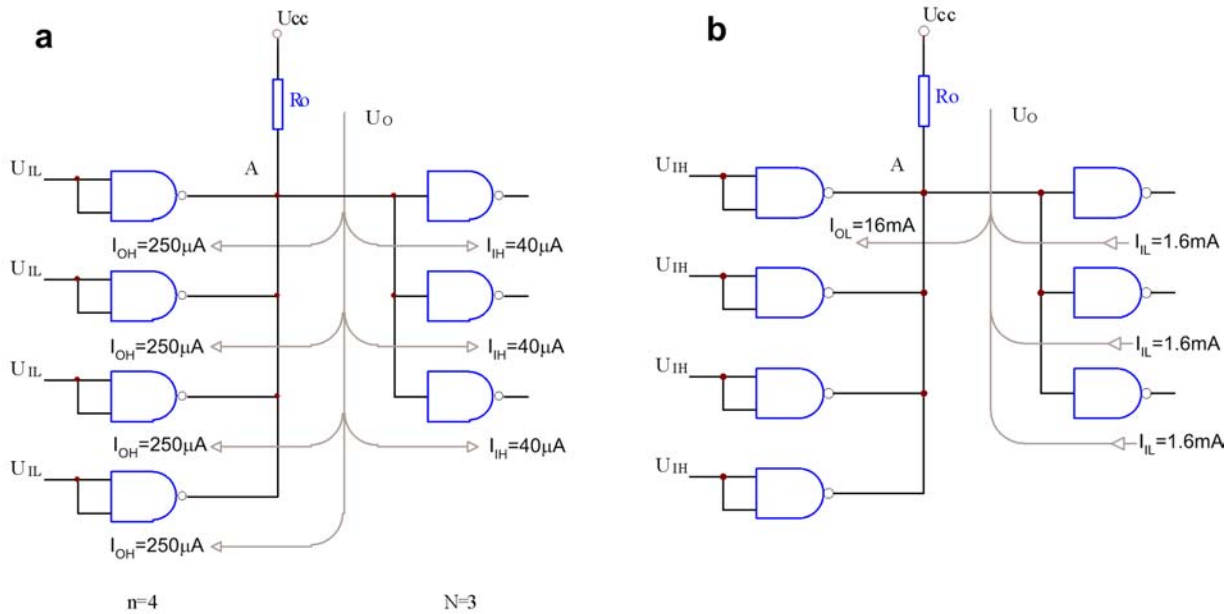 a
Ucc
Ro
UO
A
UIL
IOH=250µA
IIH=40µA
UIL
IOH=250µA
IIH=40µA
UIL
IOH=250µA
IIH=40µA
UIL
IOH=250µA
n=4
N=3
b
Ucc
Ro
UO
A
UIH
IOL=16mA
IIL=1.6mA
UIH
IIL=1.6mA
UIH
IIL=1.6mA
UIH